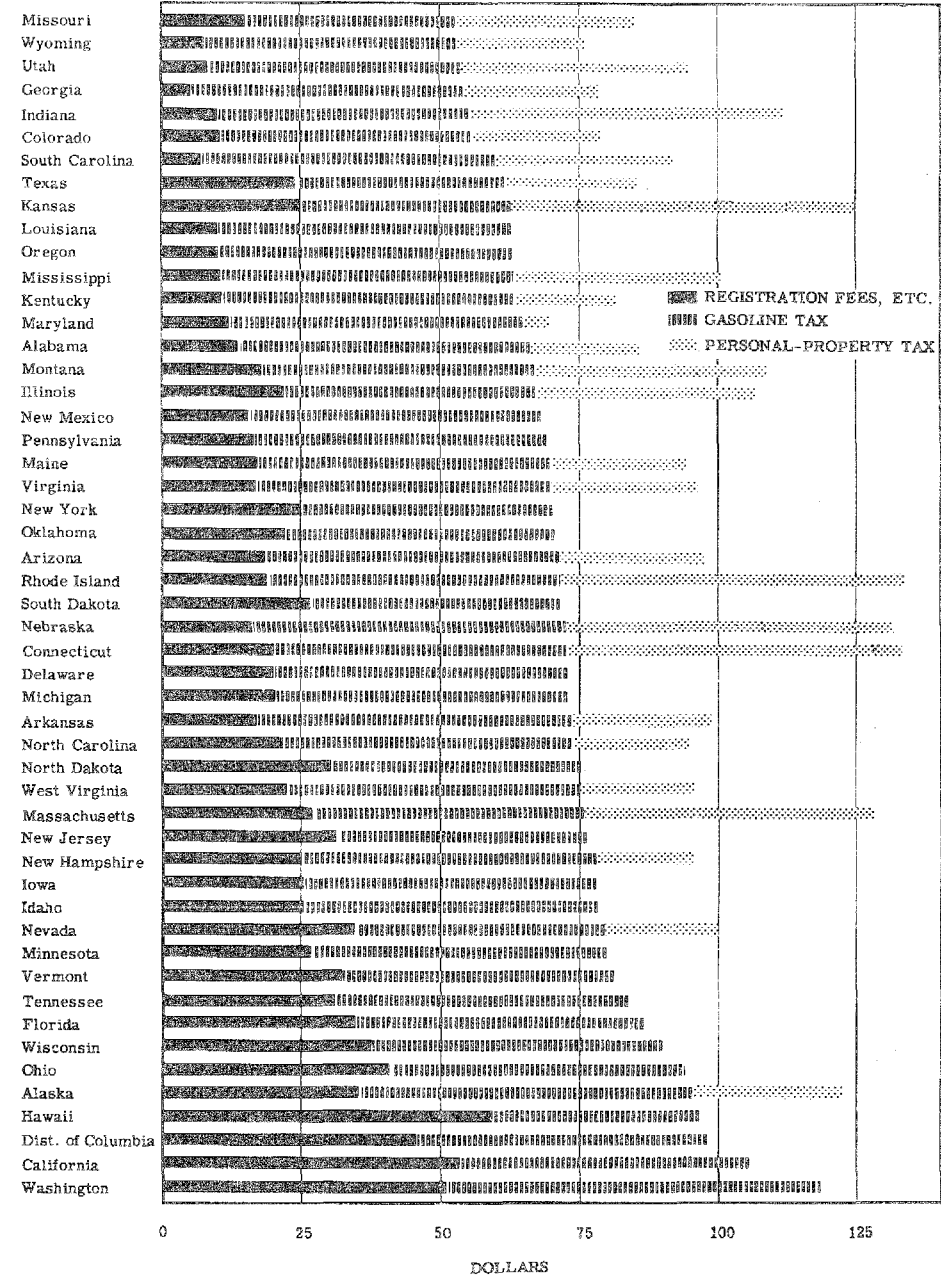 Missouri
Wyoming
Utah
Georgia
Indiana
Colorado
South Carolina
Texas
Kansas
Louisiana
Oregon
Mississippi
Kentucky
Maryland
Alabama
Montana
Illinois
New Mexico
Pennsylvania
Maine
Virginia
New York
Oklahoma
Arizona
Rhode Island
South Dakota
Nebraska
Connecticut
Delaware
Michigan
Arkansas
North Carolina
North Dakota
West Virginia
Massachusetts
New Jersey
New Hampshire
Iowa
Idaho
Nevada
Minnesota
Vermont
Tennessee
Florida
Wisconsin
Ohio
Alaska
Hawaii
Dist. of Columbia
California
Washington
REGISTRATION FEES, ETC.
GASOLINE TAX
PERSONAL-PROPERTY TAX
0 25 50 75 100 125
DOLLARS